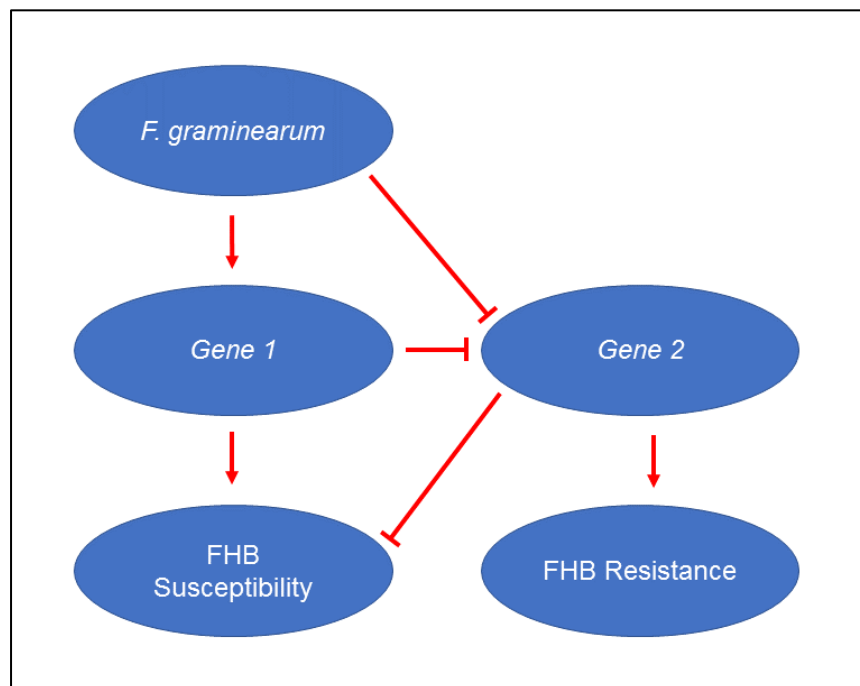 F. graminearum
Gene 1
Gene 2
FHB
Susceptibility
FHB Resistance